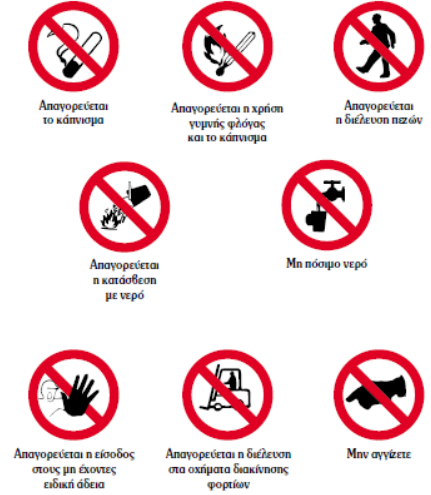 Απαγορεύεται
το κάπνισμα
Απαγορεύεται η χρήση
γυμνής φλόγας
και το κάπνισμα
Απαγορεύεται
η διέλευση πεζών
Απαγορεύεται
η κατάσβεση
με νερό
Μη πόσιμο νερό
Απαγορεύεται η είσοδος
στους μη έχοντες
ειδική άδεια
Απαγορεύεται η διέλευση
στα οχήματα διακίνησης
φορτίων
Μην αγγίζετε